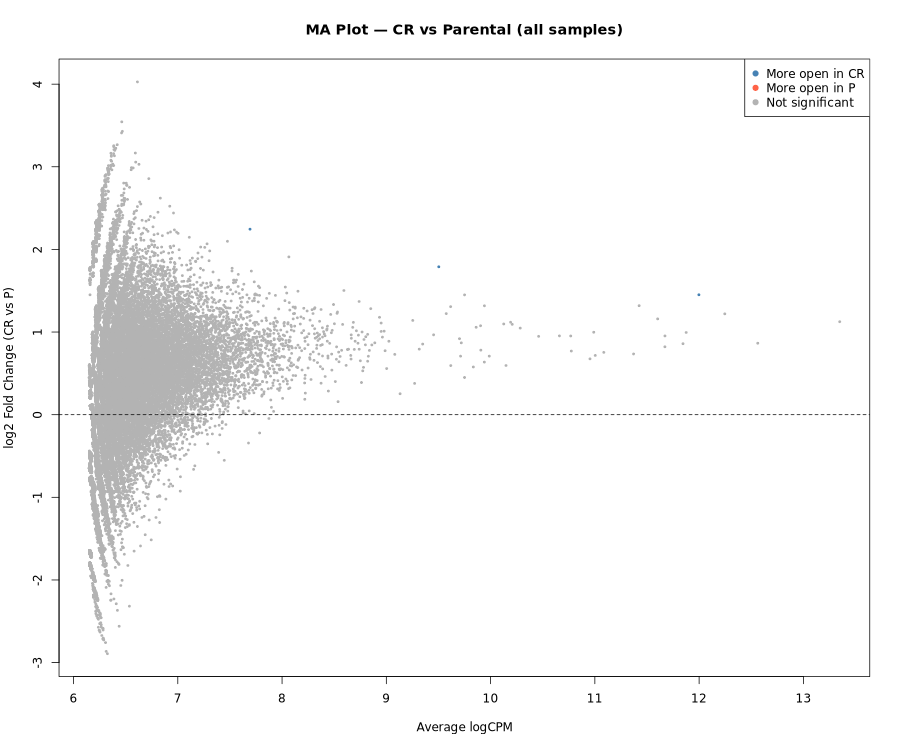 MA Plot — CR vs Parental (all samples)
More open in CR
More open in P
Not significant
log2 Fold Change (CR vs P)
4
3
2
1
0
-1
-2
-3
6 7 8 9 10 11 12 13
Average logCPM